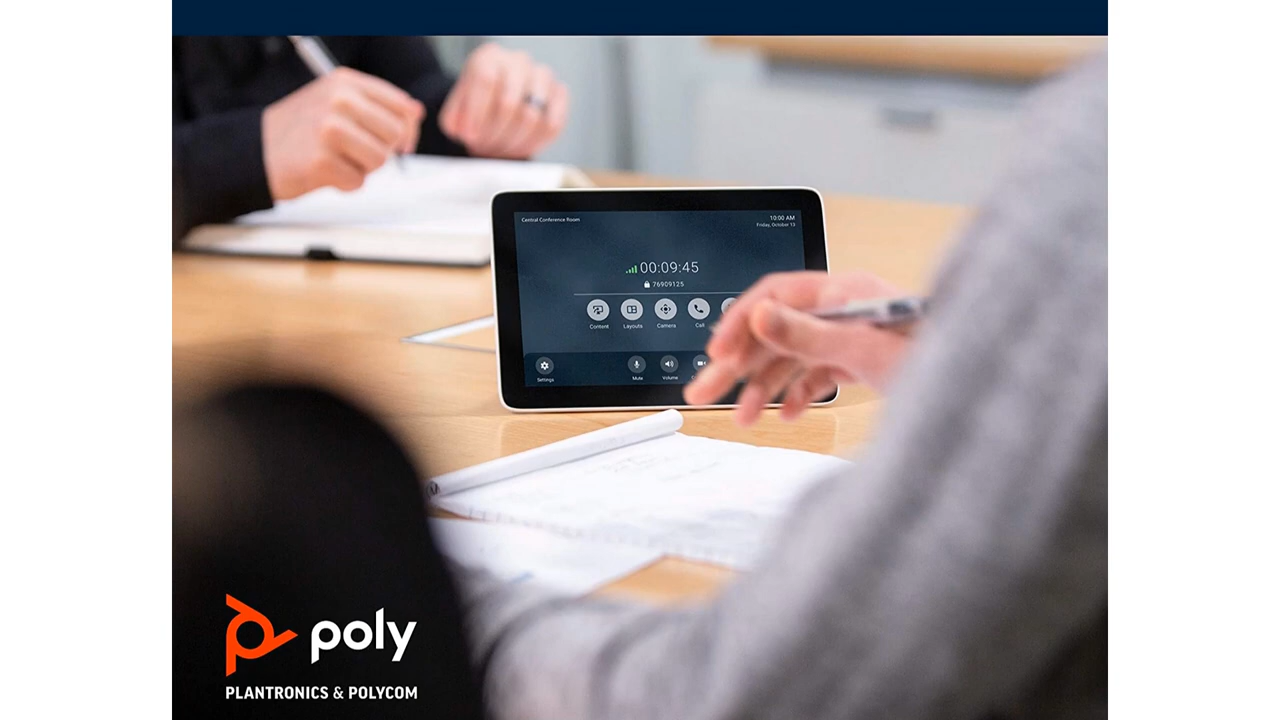 Central Conference Room
10:00 AM
Friday, October 13
00:09:45
76909125
Content Layouts Camera Call
Settings Mute Volume
poly
PLANTRONICS & POLYCOM